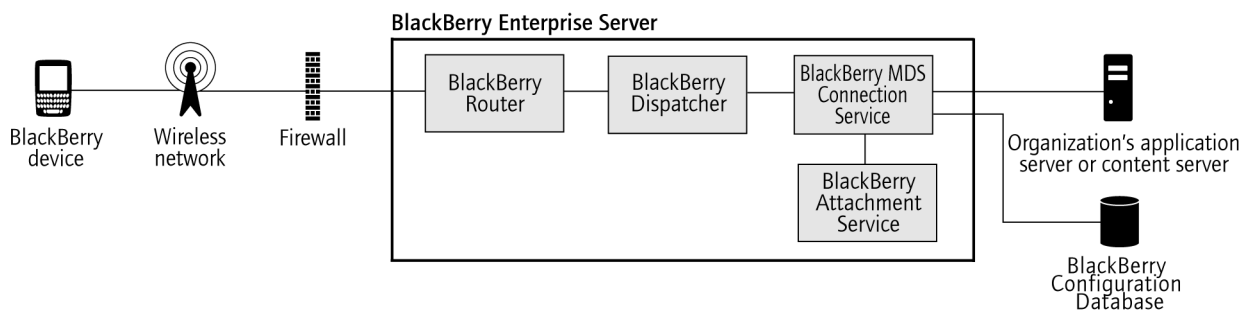 BlackBerry Enterprise Server
BlackBerry
device
Wireless
network
Firewall
BlackBerry
Router
BlackBerry
Dispatcher
BlackBerry MDS
Connection
Service
BlackBerry
Attachment
Service
Organization's application
server or content server
BlackBerry
Configuration
Database